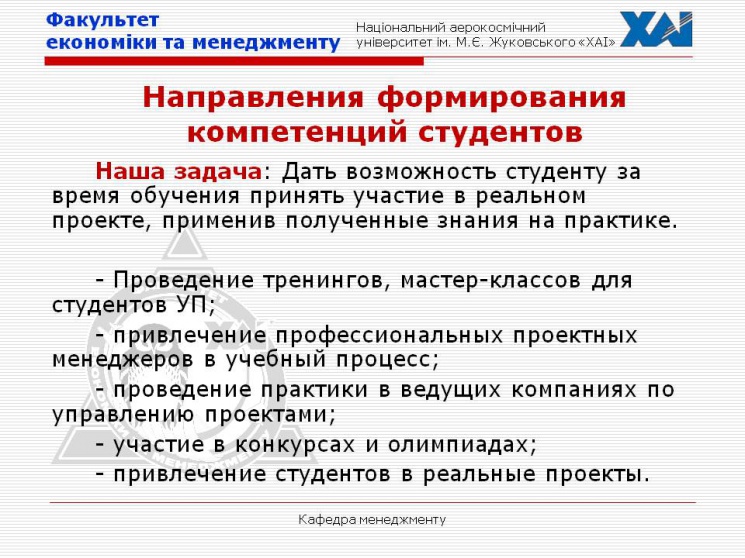 Факультет
економіки та менеджменту
Національний аерокосмічний
університет ім. М.Є. Жуковського «ХАІ»
ХАІ
Направления формирования
компетенций студентов
Наша задача: Дать возможность студенту за
время обучения принять участие в реальном
проекте, применив полученные знания на практике.
- Проведение тренингов, мастер-классов для
студентов УП;
- привлечение профессиональных проектных
менеджеров в учебный процесс;
- проведение практики в ведущих компаниях по
управлению проектами;
- участие в конкурсах и олимпиадах;
- привлечение студентов в реальные проекты.
Кафедра менеджменту